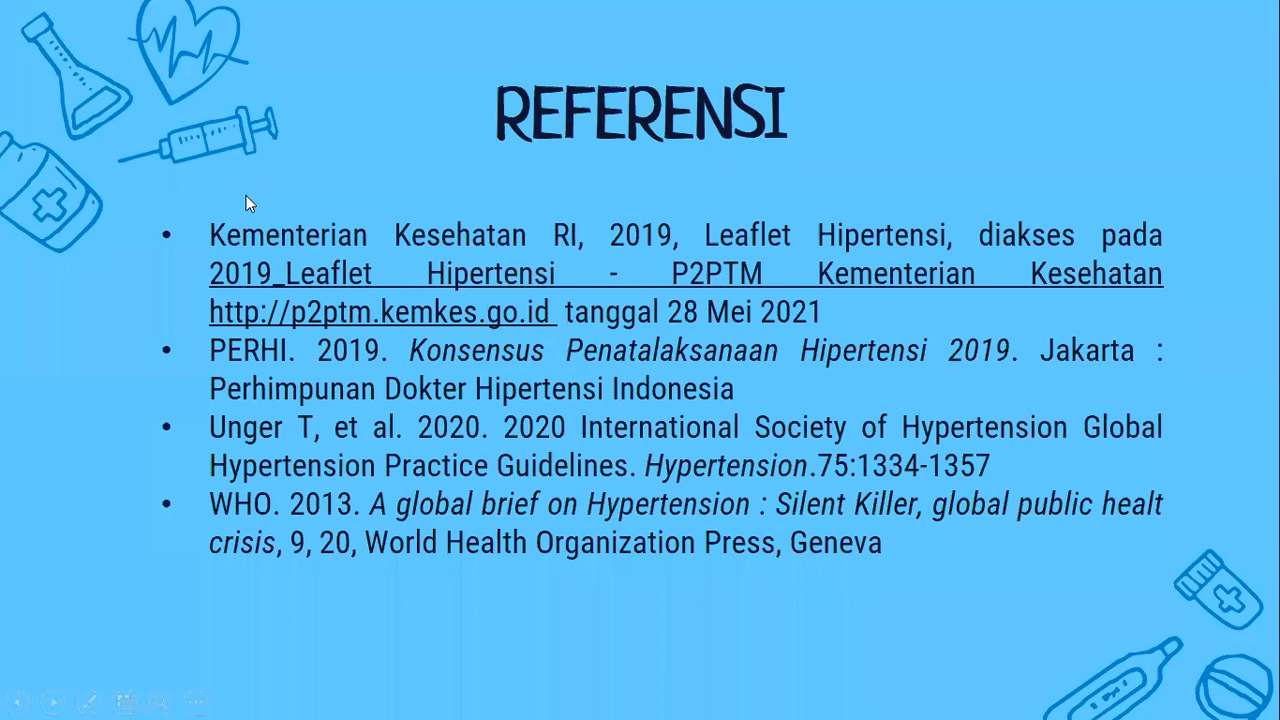 REFERENSI
• Kementerian Kesehatan RI, 2019, Leaflet Hipertensi, diakses pada
2019_Leaflet Hipertensi - P2PTM Kementerian Kesehatan
http://p2ptm.kemkes.go.id tanggal 28 Mei 2021
• PERHI. 2019. Konsensus Penatalaksanaan Hipertensi 2019. Jakarta :
Perhimpunan Dokter Hipertensi Indonesia
• Unger T, et al. 2020. 2020 International Society of Hypertension Global
Hypertension Practice Guidelines. Hypertension.75:1334-1357
• WHO. 2013. A global brief on Hypertension : Silent Killer, global public healt
crisis, 9, 20, World Health Organization Press, Geneva